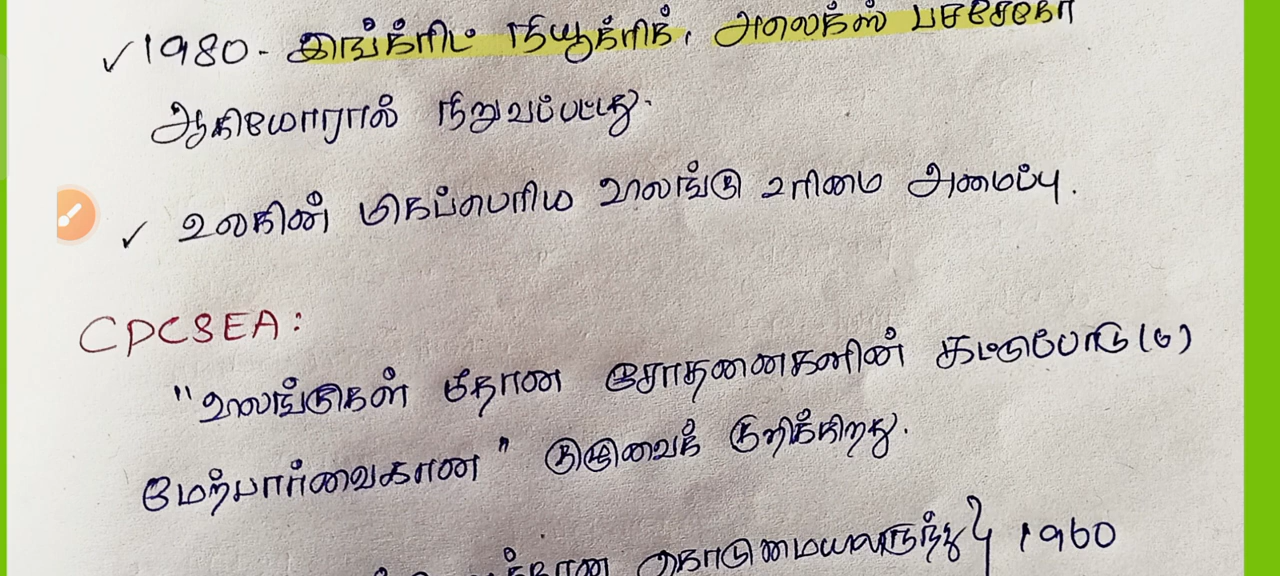 ✓ 1980 - இங்க்ரிட் நியூக்ரிக், அலெக்ஸ் பச்சேகோ
ஆகியோரால் நிறுவப்பட்டது.
✓ உலகின் மிகப்பெரிய விலங்கு உரிமை அமைப்பு.
CPCSEA:
"விலங்குகள் மீதான சோதனைகளின் கட்டுபோடு (ம)
மேற்பார்வைகான" குழுவைக் குறிக்கிறது.
கொடுமையிலிருந்து 1960